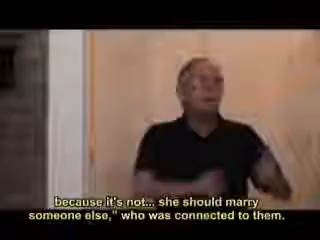 because it's not... she should marry
someone else," who was connected to them.